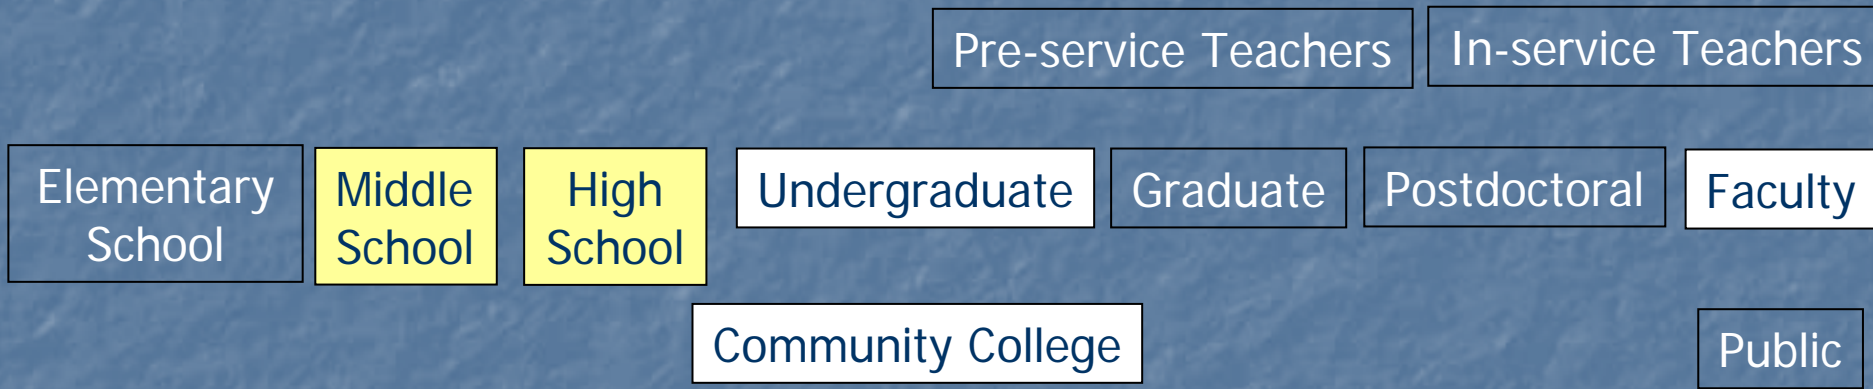 Pre-service Teachers
In-service Teachers
Elementary
School
Middle
School
High
School
Undergraduate
Graduate
Postdoctoral
Faculty
Community College
Public